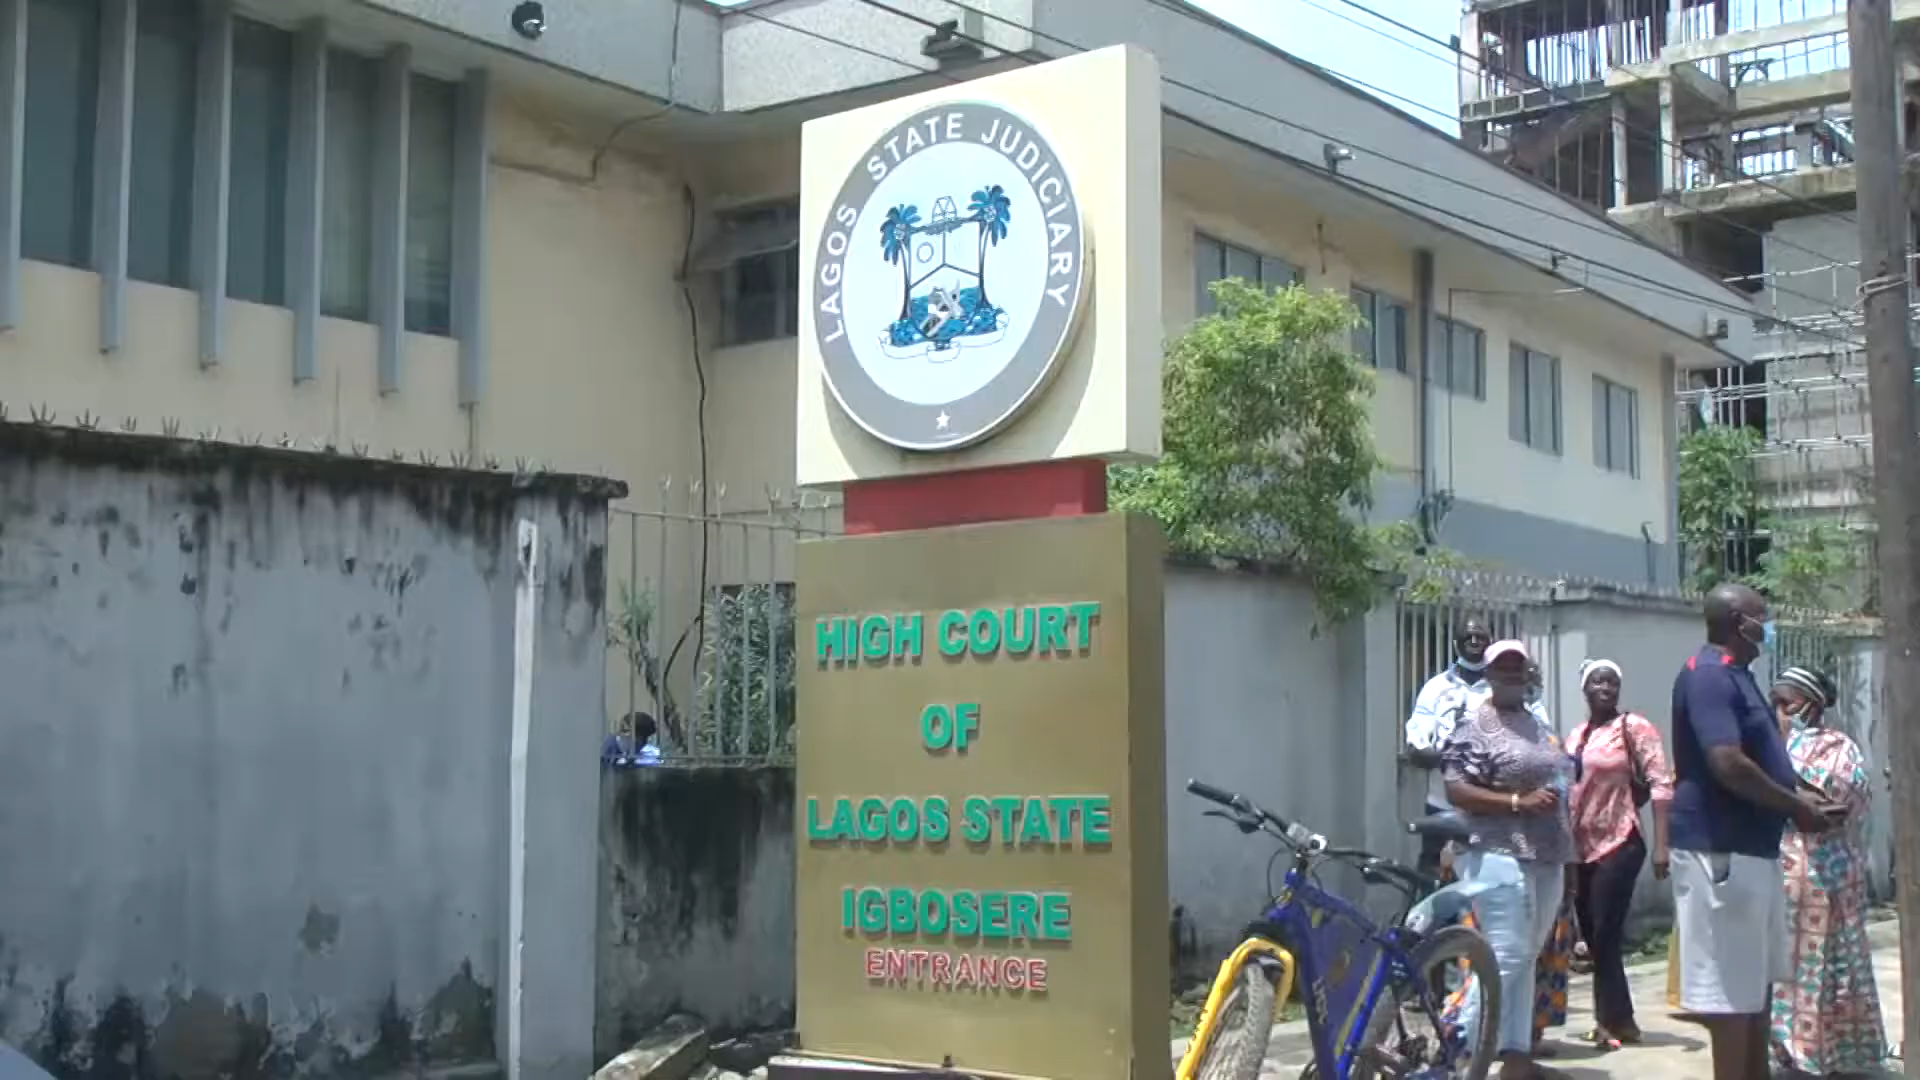 LAGOS STATE JUDICIARY
HIGH COURT
OF
LAGOS STATE
IGBOSERE
ENTRANCE